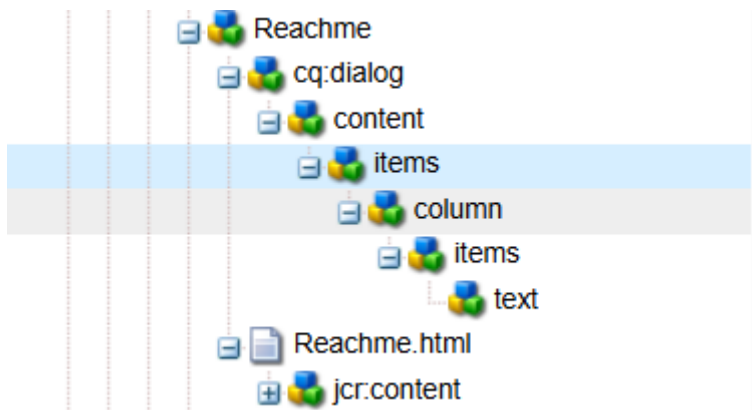 Reachme
cq:dialog
content
items
column
items
text
Reachme.html
jcr:content